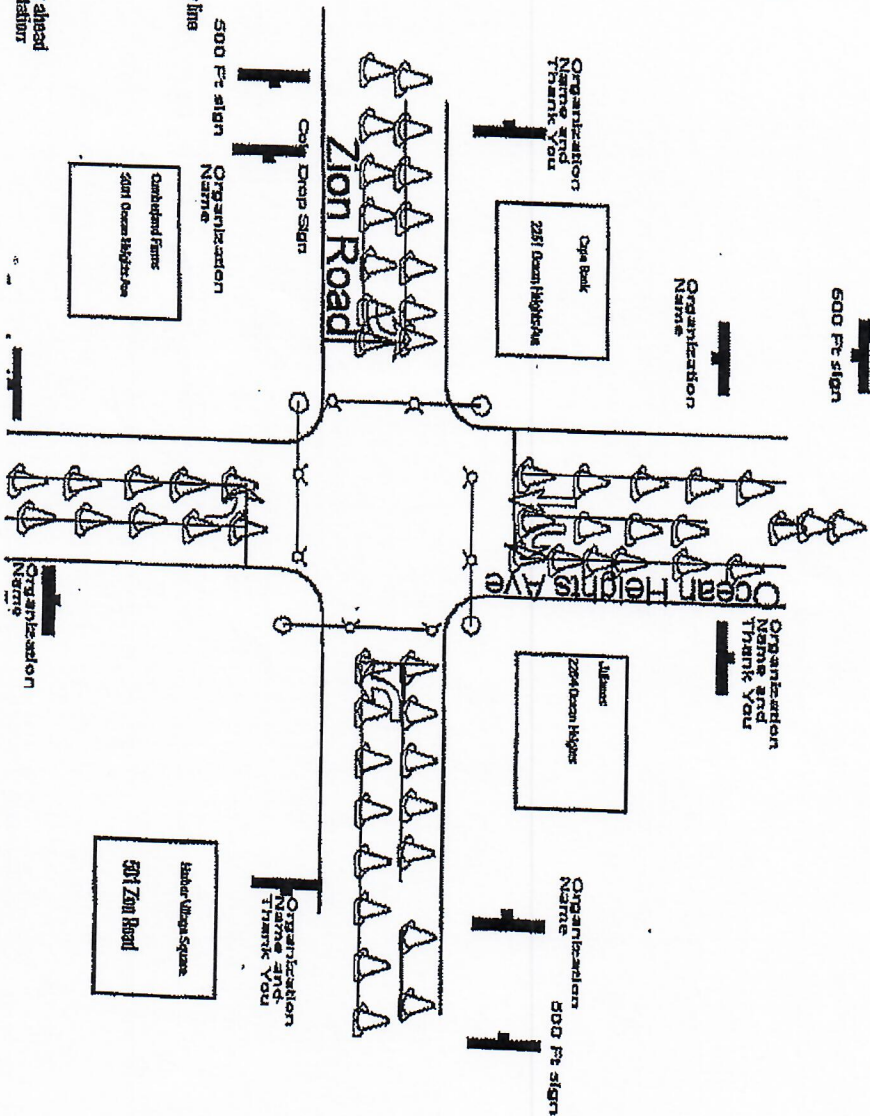 500 Ft sign
Organization
Name and
Thank You
Organization
Name
600 Ft sign
Cape Bank
2251 Ocean Heights Ave
Drop Sign
Organization
Name
Zion Road
Cumberland Farms
Ocean Heights Ave
ahead
line
Ocean Heights Ave
Organization
Name and
Thank You
2264 Ocean Heights
Organization
Name
Organization
Name
500 Ft sign
Organization
Name and
Thank You
Harbor Village Square
501 Zion Road